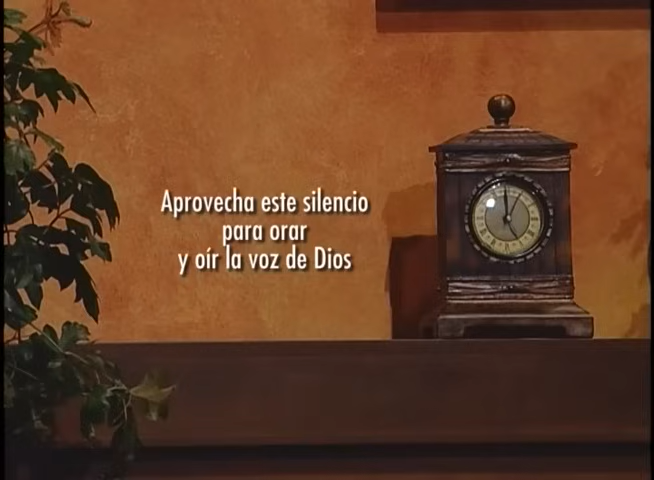 Aprovecha este silencio
para orar
y oír la voz de Dios